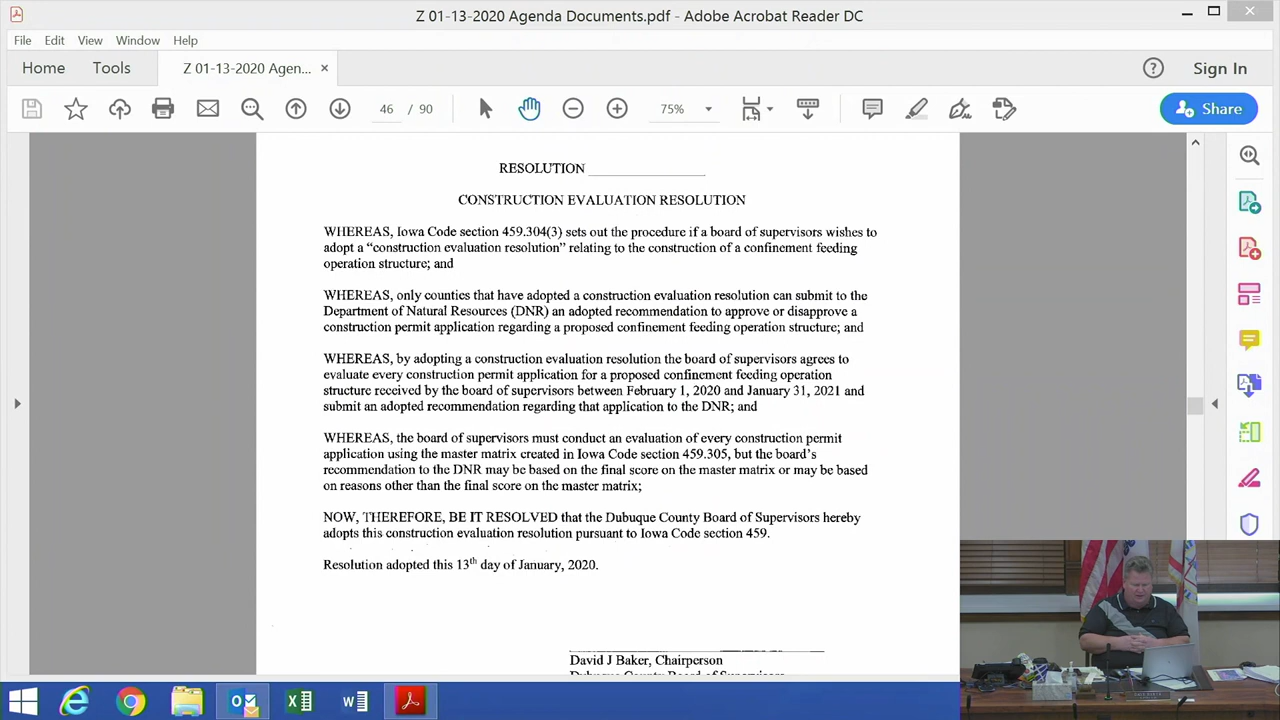 Z 01-13-2020 Agenda Documents.pdf - Adobe Acrobat Reader DC
File Edit View Window Help
Home Tools Z 01-13-2020 Agen... × Sign In
46 / 90 75% Share
RESOLUTION
CONSTRUCTION EVALUATION RESOLUTION
WHEREAS, Iowa Code section 459.304(3) sets out the procedure if a board of supervisors wishes to
adopt a “construction evaluation resolution” relating to the construction of a confinement feeding
operation structure; and
WHEREAS, only counties that have adopted a construction evaluation resolution can submit to the
Department of Natural Resources (DNR) an adopted recommendation to approve or disapprove a
construction permit application regarding a proposed confinement feeding operation structure; and
WHEREAS, by adopting a construction evaluation resolution the board of supervisors agrees to
evaluate every construction permit application for a proposed confinement feeding operation
structure received by the board of supervisors between February 1, 2020 and January 31, 2021 and
submit an adopted recommendation regarding that application to the DNR; and
WHEREAS, the board of supervisors must conduct an evaluation of every construction permit
application using the master matrix created in Iowa Code section 459.305, but the board’s
recommendation to the DNR may be based on the final score on the master matrix or may be based
on reasons other than the final score on the master matrix;
NOW, THEREFORE, BE IT RESOLVED that the Dubuque County Board of Supervisors hereby
adopts this construction evaluation resolution pursuant to Iowa Code section 459.
Resolution adopted this 13th day of January, 2020.
David J Baker, Chairperson
Dubuque County Board of Supervisors